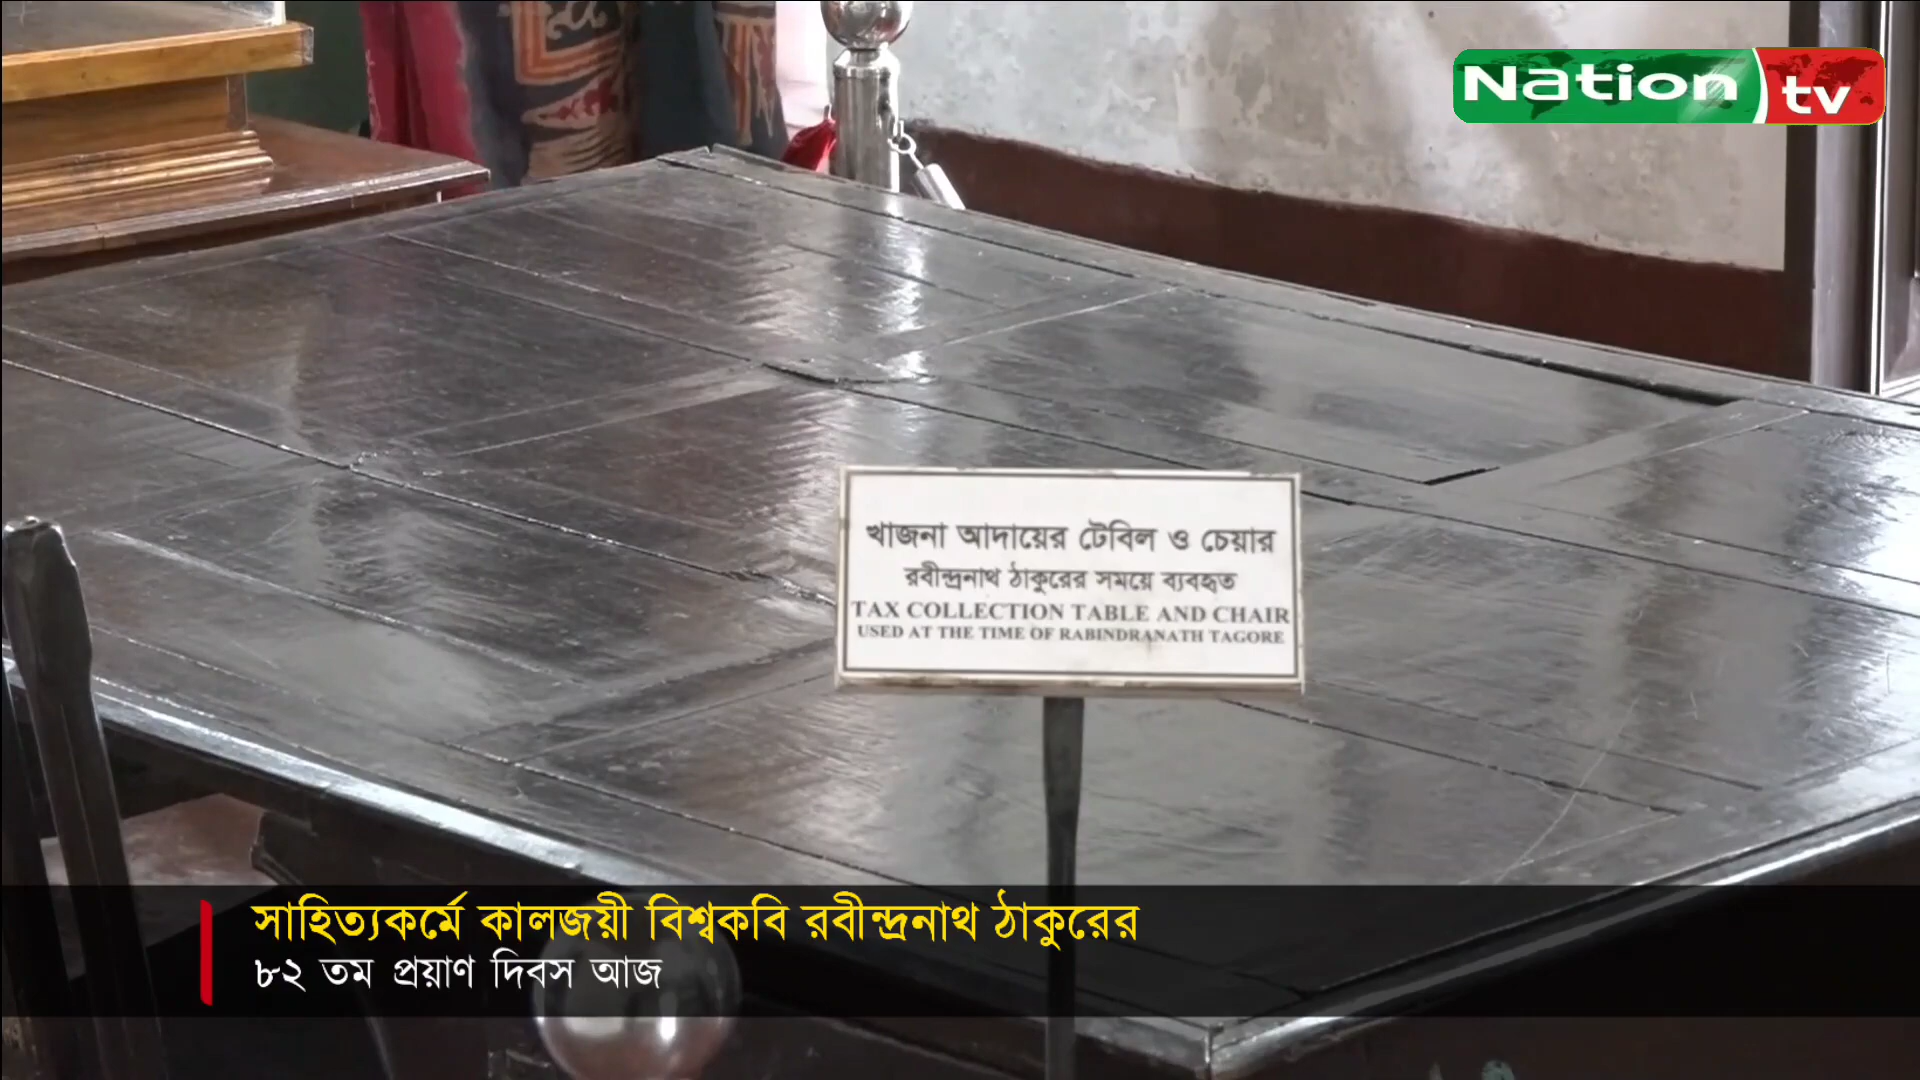 Nation tv
খাজনা আদায়ের টেবিল ও চেয়ার
রবীন্দ্রনাথ ঠাকুরের সময়ে ব্যবহৃত
TAX COLLECTION TABLE AND CHAIR
USED AT THE TIME OF RABINDRANATH TAGORE
সাহিত্যকর্মে কালজয়ী বিশ্বকবি রবীন্দ্রনাথ ঠাকুরের
৮২ তম প্রয়াণ দিবস আজ